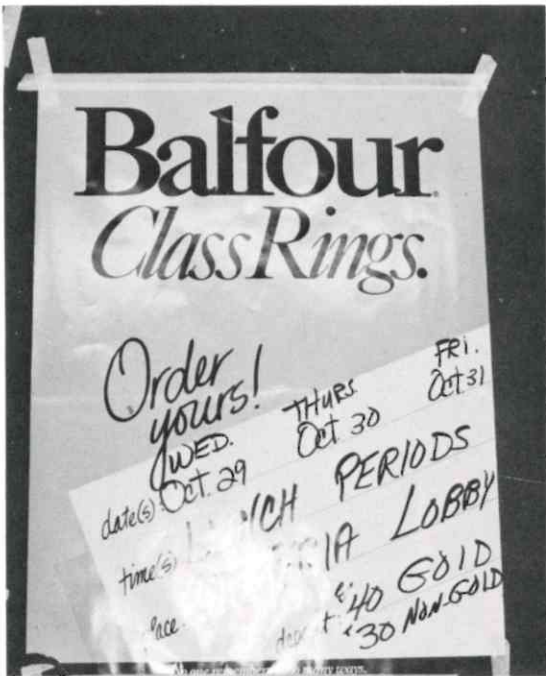 Balfour
Class Rings.
Order
yours!
WED. THURS FRI.
date(s): Oct. 29 Oct 30 Oct 31
time(s) PERIODS
LOBBY
$40 GOLD
$30 NON-GOLD